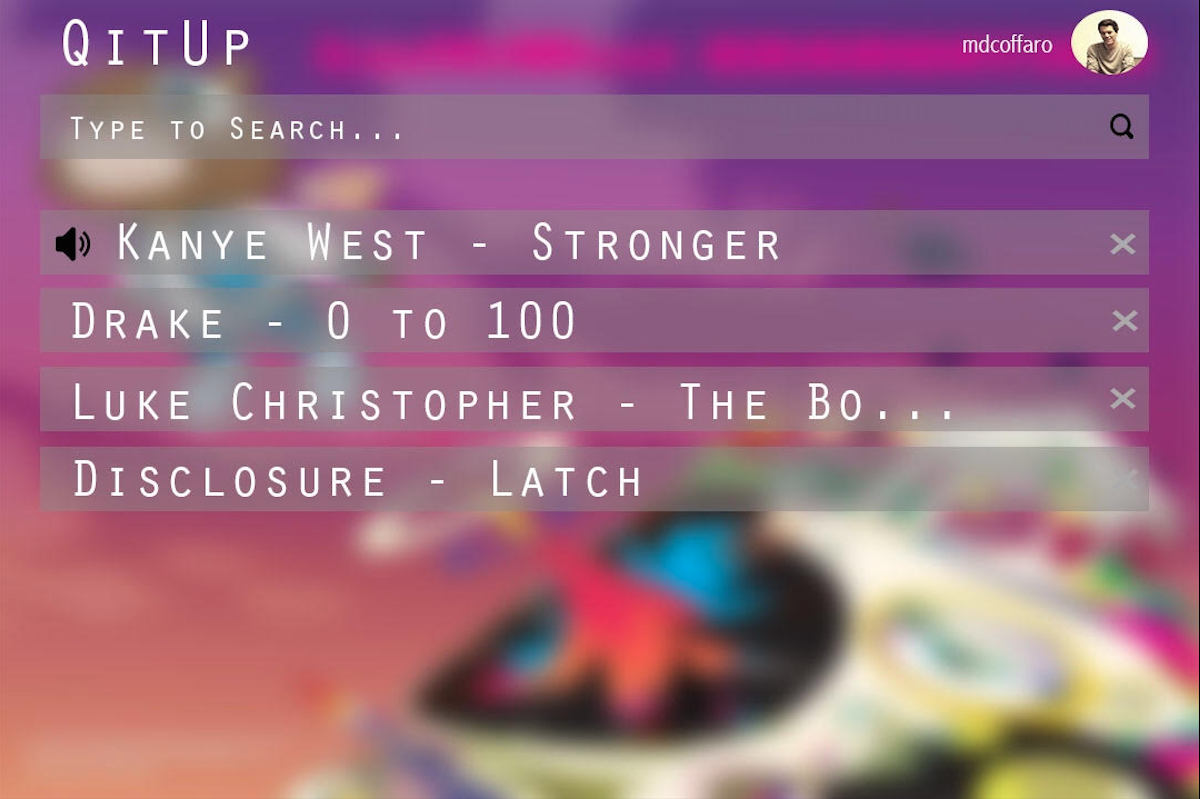 QitUp
mdcoffaro
Type to Search...
Kanye West - Stronger
Drake - 0 to 100
Luke Christopher - The Bo...
Disclosure - Latch